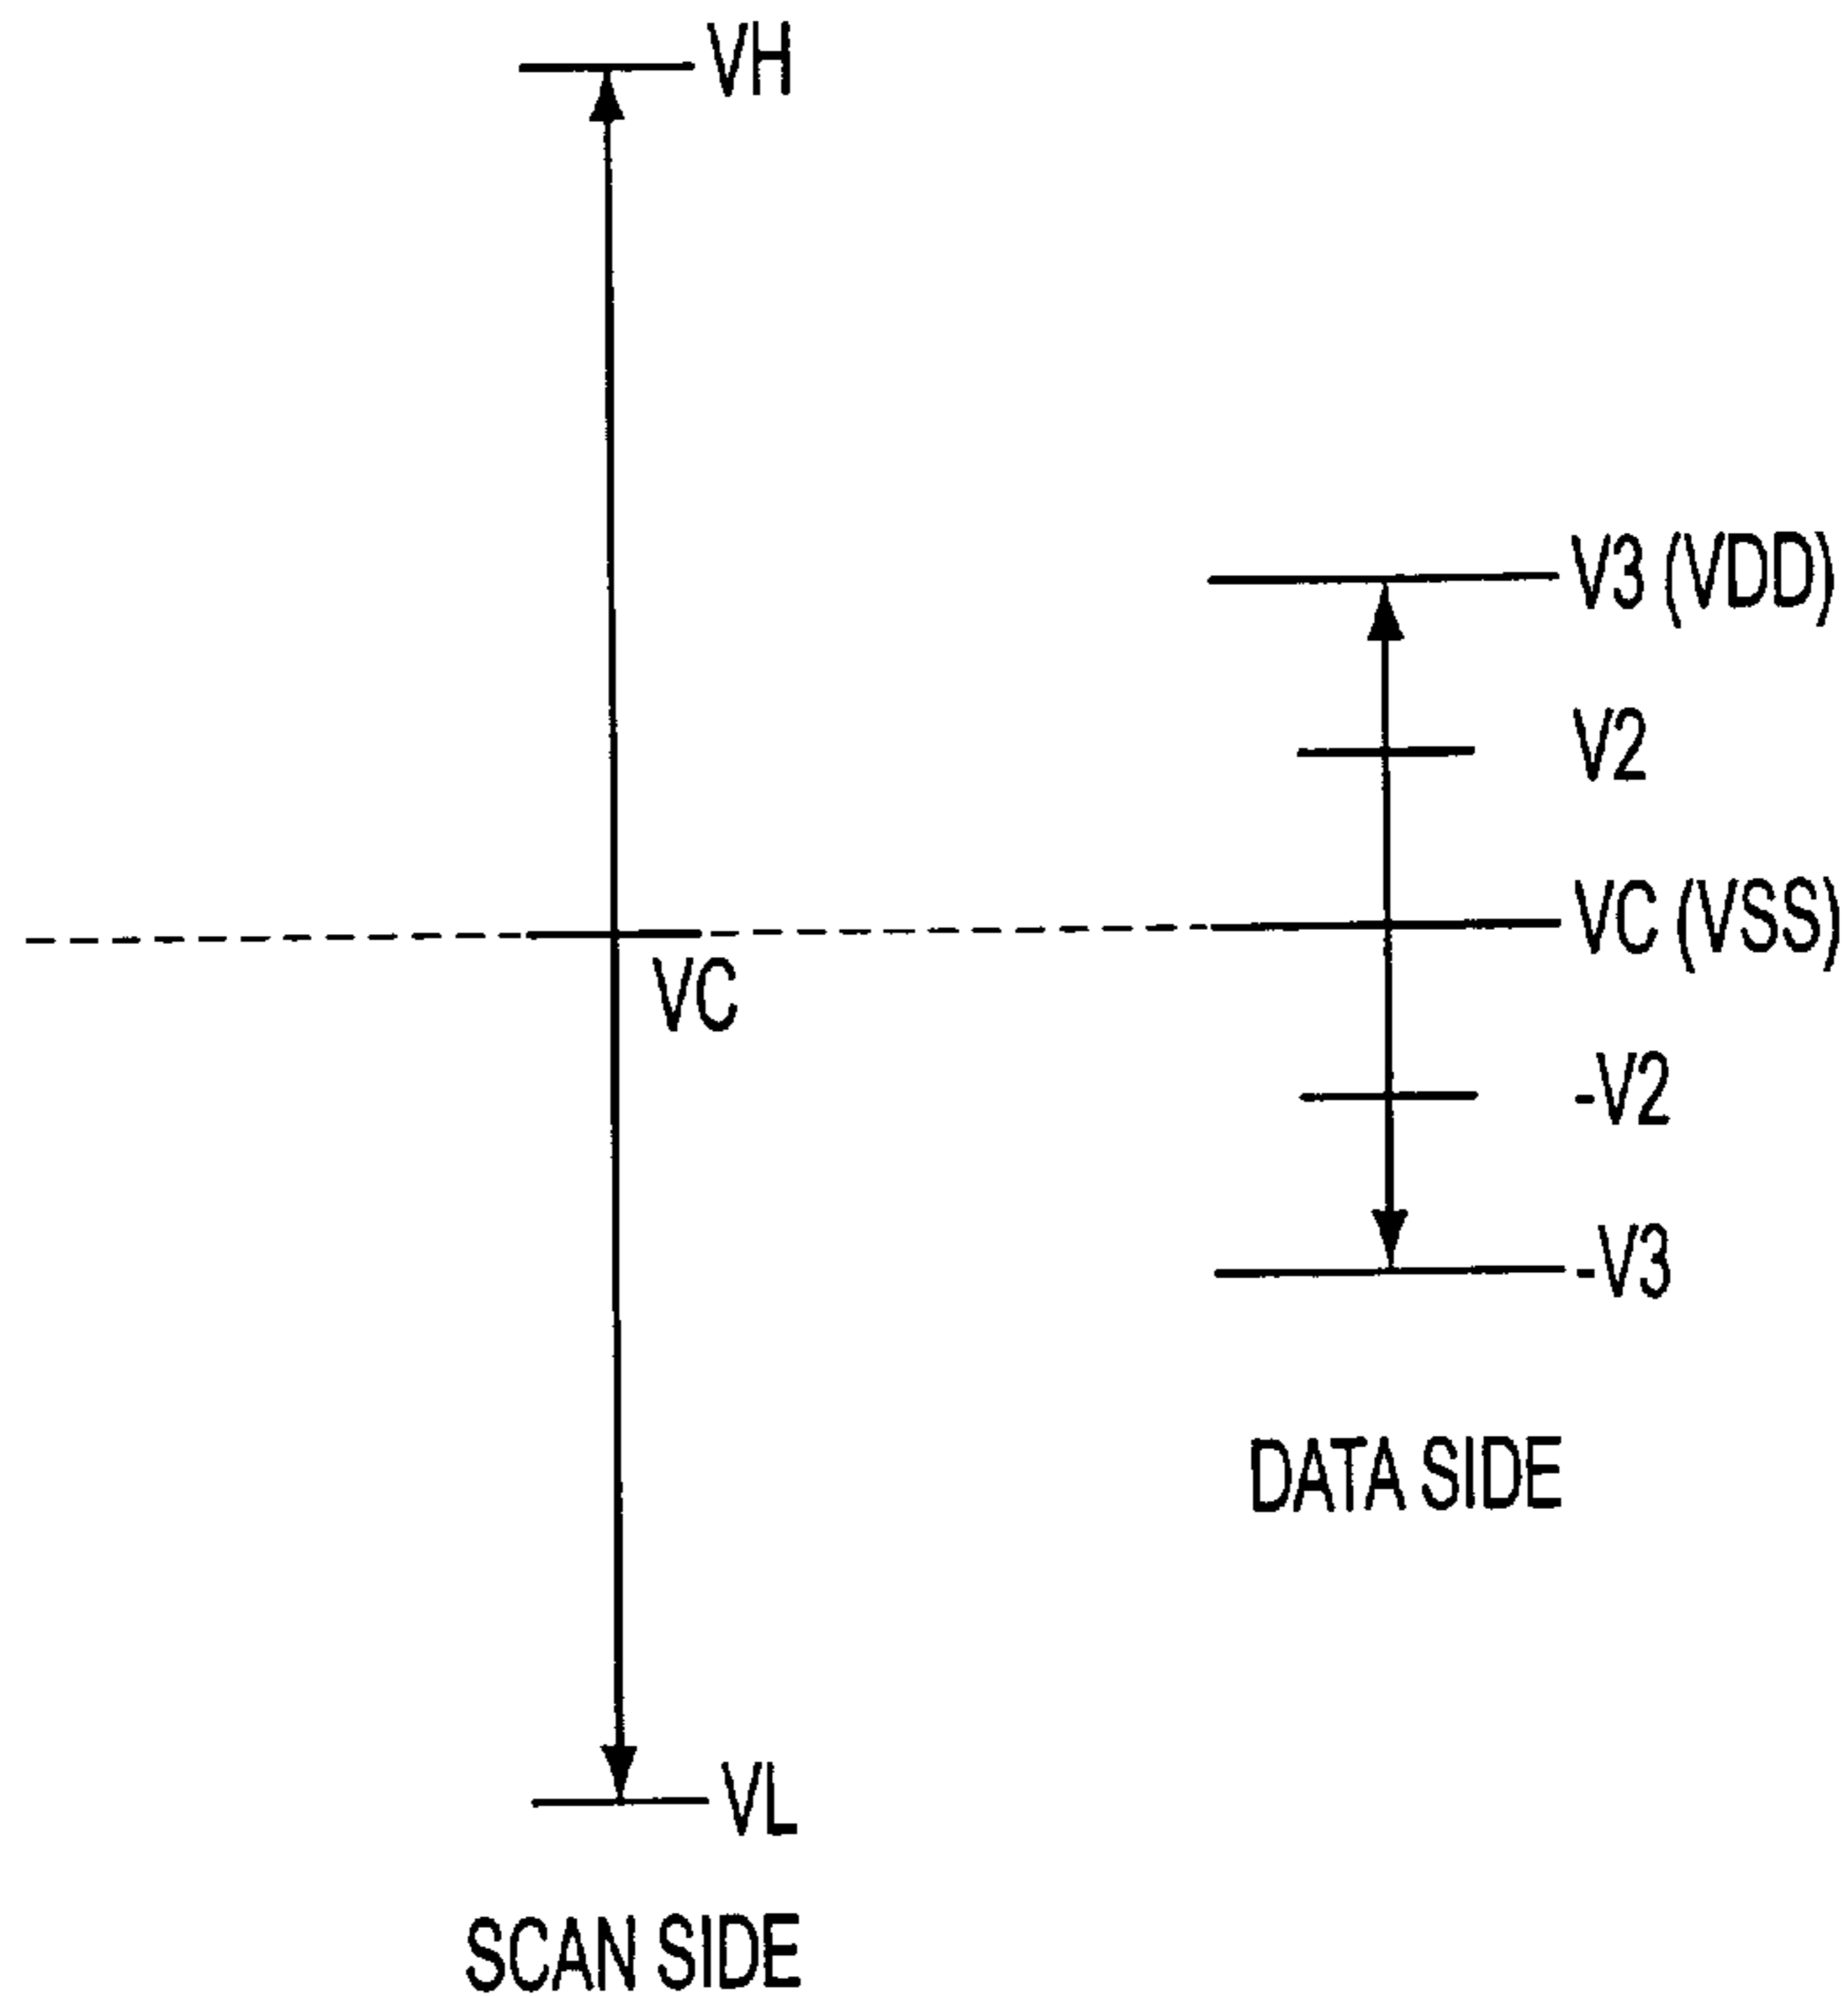 VH
V3 (VDD)
V2
VC (VSS)
VC
-V2
-V3
DATA SIDE
VL
SCAN SIDE